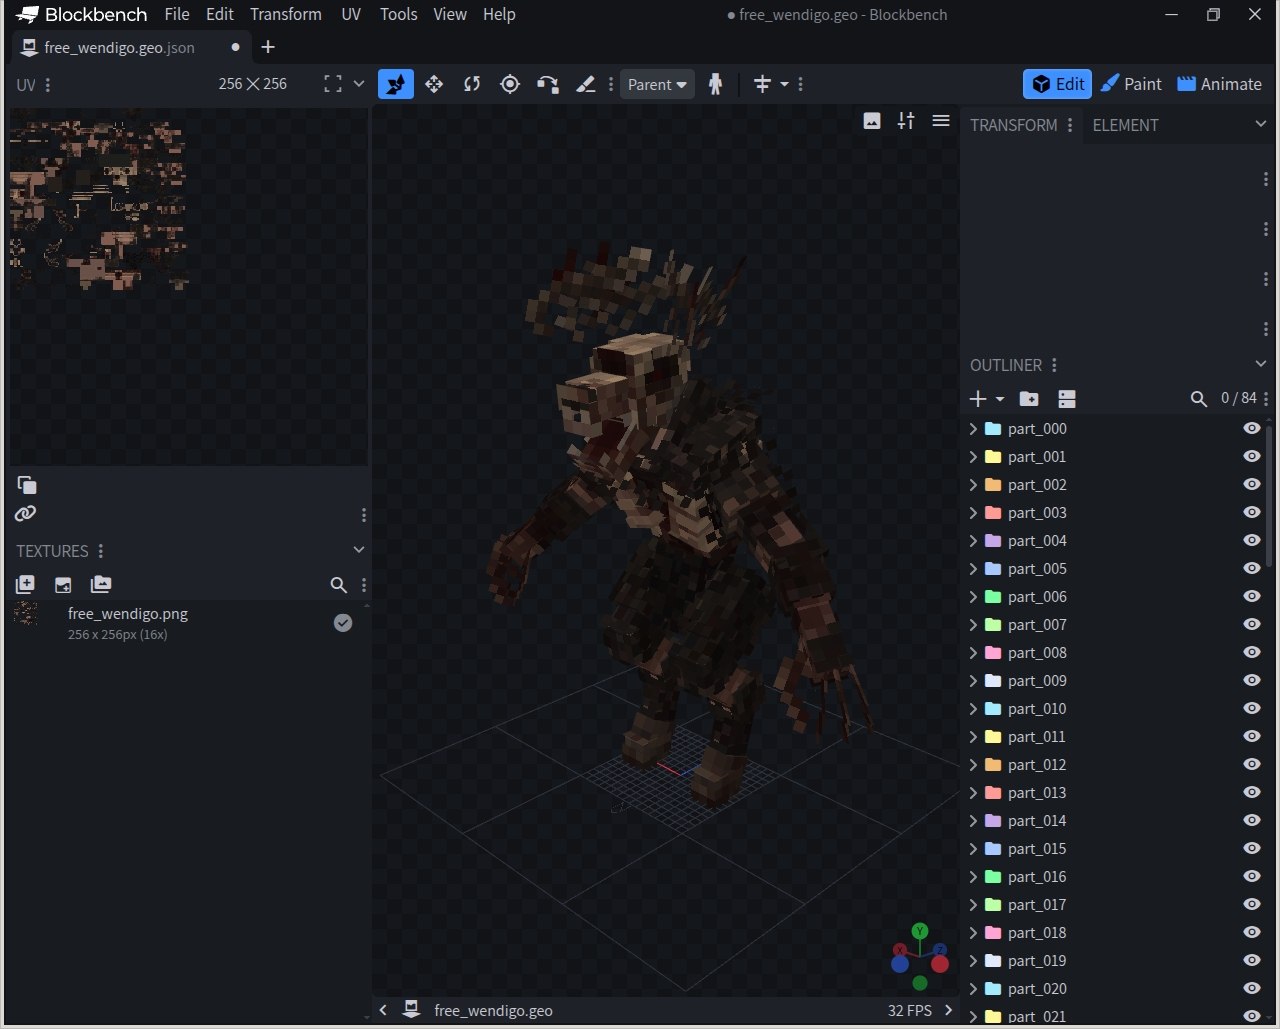 Blockbench File Edit Transform UV Tools View Help ● free_wendigo.geo - Blockbench
free_wendigo.geo.json
UV 256 × 256 Parent Edit Paint Animate
TRANSFORM ELEMENT
OUTLINER
0 / 84
part_000
part_001
part_002
part_003
part_004
part_005
part_006
part_007
part_008
part_009
part_010
part_011
part_012
part_013
part_014
part_015
part_016
part_017
part_018
part_019
part_020
part_021
TEXTURES
free_wendigo.png
256 x 256px (16x)
Y
X Z
free_wendigo.geo 32 FPS